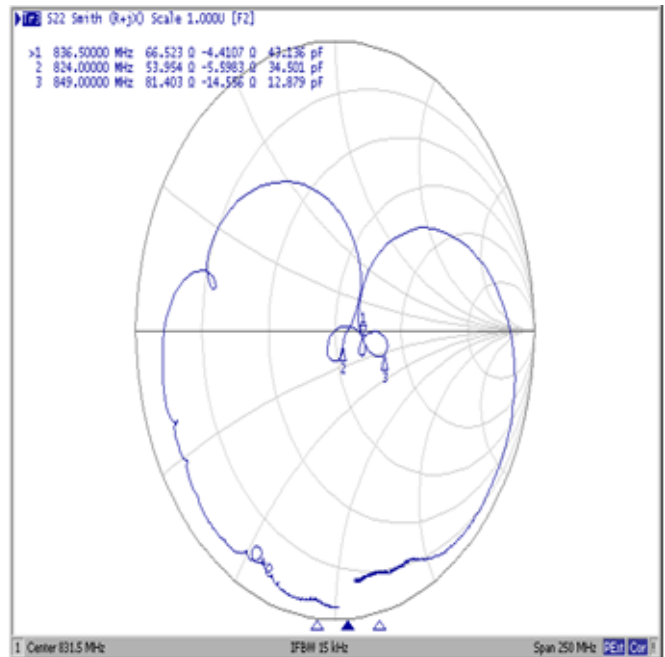 Tr2 S22 Smith (R+jX) Scale 1.000U [F2]
>1 836.50000 MHz 66.523 Ω -4.4107 Ω 43.136 pF
2 824.00000 MHz 53.954 Ω -5.5983 Ω 34.501 pF
3 849.00000 MHz 81.403 Ω -14.556 Ω 12.879 pF
1
2
3
1 Center 831.5 MHz IFBW 15 kHz Span 250 MHz PExt Cor